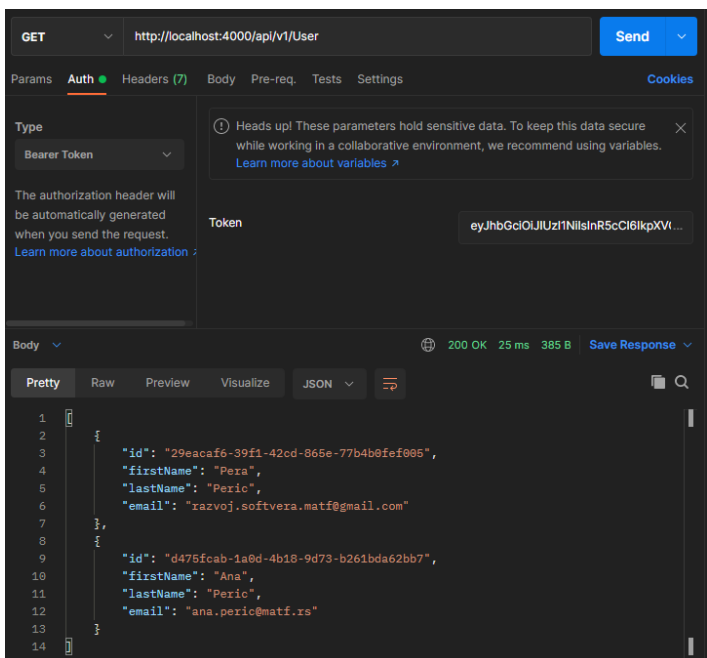 GET http://localhost:4000/api/v1/User Send
Params Auth Headers (7) Body Pre-req. Tests Settings Cookies
Type
Bearer Token
The authorization header will
be automatically generated
when you send the request.
Learn more about authorization
Heads up! These parameters hold sensitive data. To keep this data secure
while working in a collaborative environment, we recommend using variables.
Learn more about variables ↗
Token eyJhbGciOiJIUzI1NiIsInR5cCI6IkpXV(...
Body 200 OK 25 ms 385 B Save Response
Pretty Raw Preview Visualize JSON
1 [
2 {
3 "id": "29eacaf6-39f1-42cd-865e-77b4b0fef005",
4 "firstName": "Pera",
5 "lastName": "Peric",
6 "email": "razvoj.softvera.matf@gmail.com"
7 },
8 {
9 "id": "d475fcab-1a0d-4b18-9d73-b261bda62bb7",
10 "firstName": "Ana",
11 "lastName": "Peric",
12 "email": "ana.peric@matf.rs"
13 }
14 ]